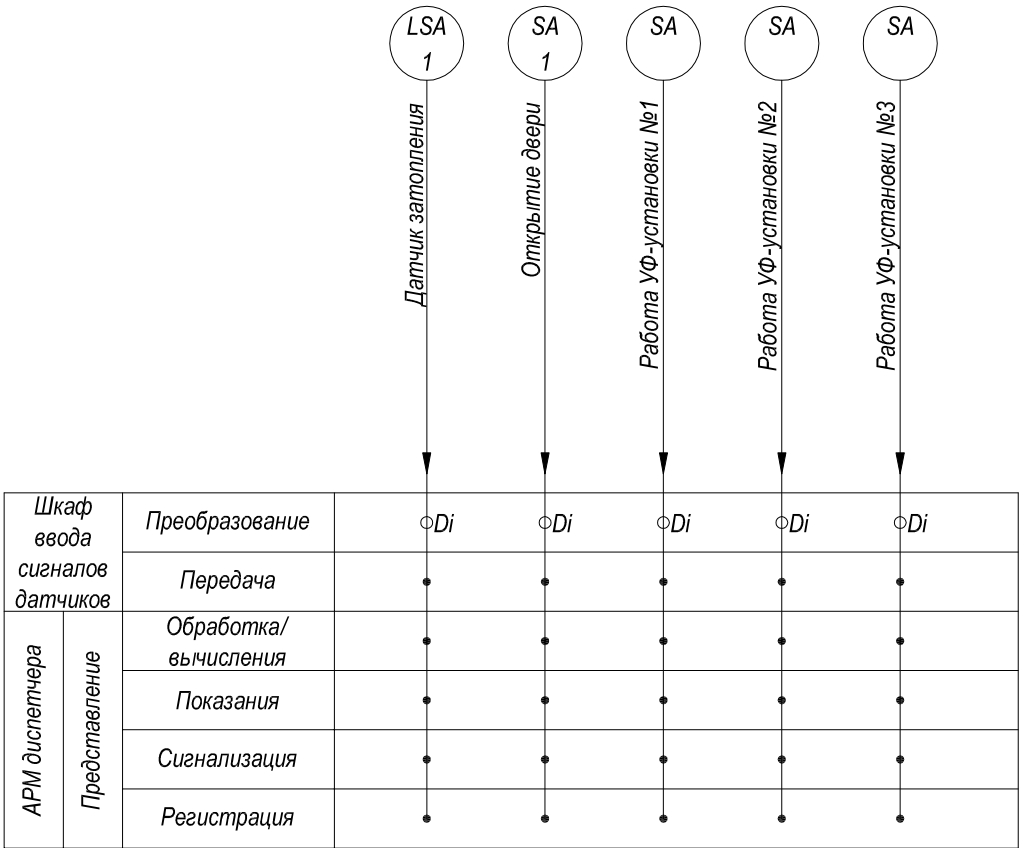 LSA
1
SA
1
SA
SA
SA
Датчик затопления
Открытие двери
Работа УФ-установки №1
Работа УФ-установки №2
Работа УФ-установки №3
Шкаф
ввода
сигналов
датчиков
Преобразование
Di
Di
Di
Di
Di
Передача
АРМ диспетчера
Представление
Обработка/
вычисления
Показания
Сигнализация
Регистрация